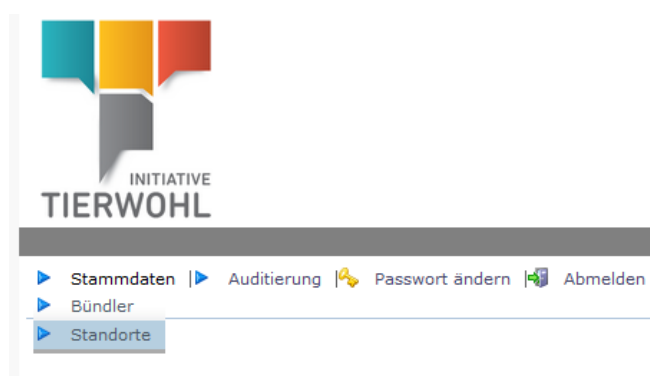 INITIATIVE
TIERWOHL
Stammdaten | Auditierung | Passwort ändern | Abmelden
Bündler
Standorte